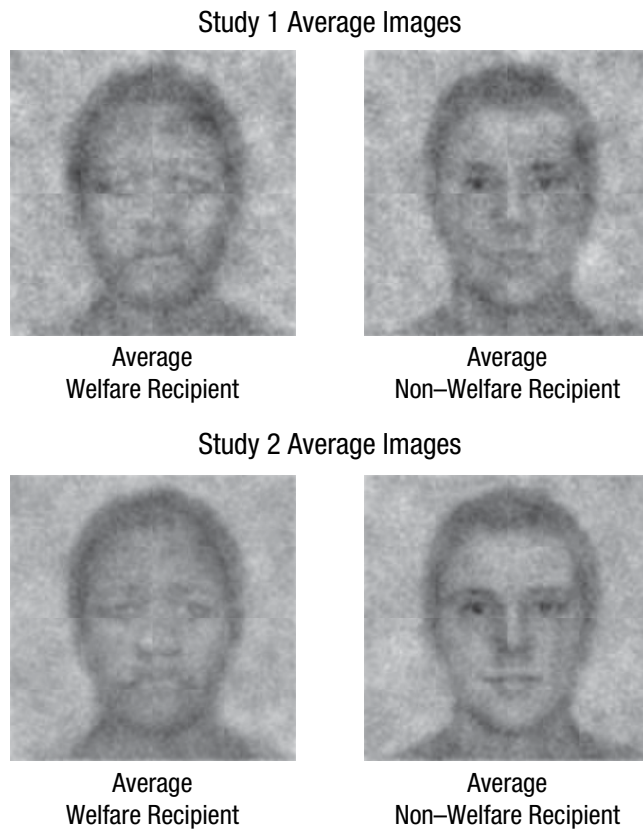 Study 1 Average Images
Average
Welfare Recipient
Average
Non–Welfare Recipient
Study 2 Average Images
Average
Welfare Recipient
Average
Non–Welfare Recipient